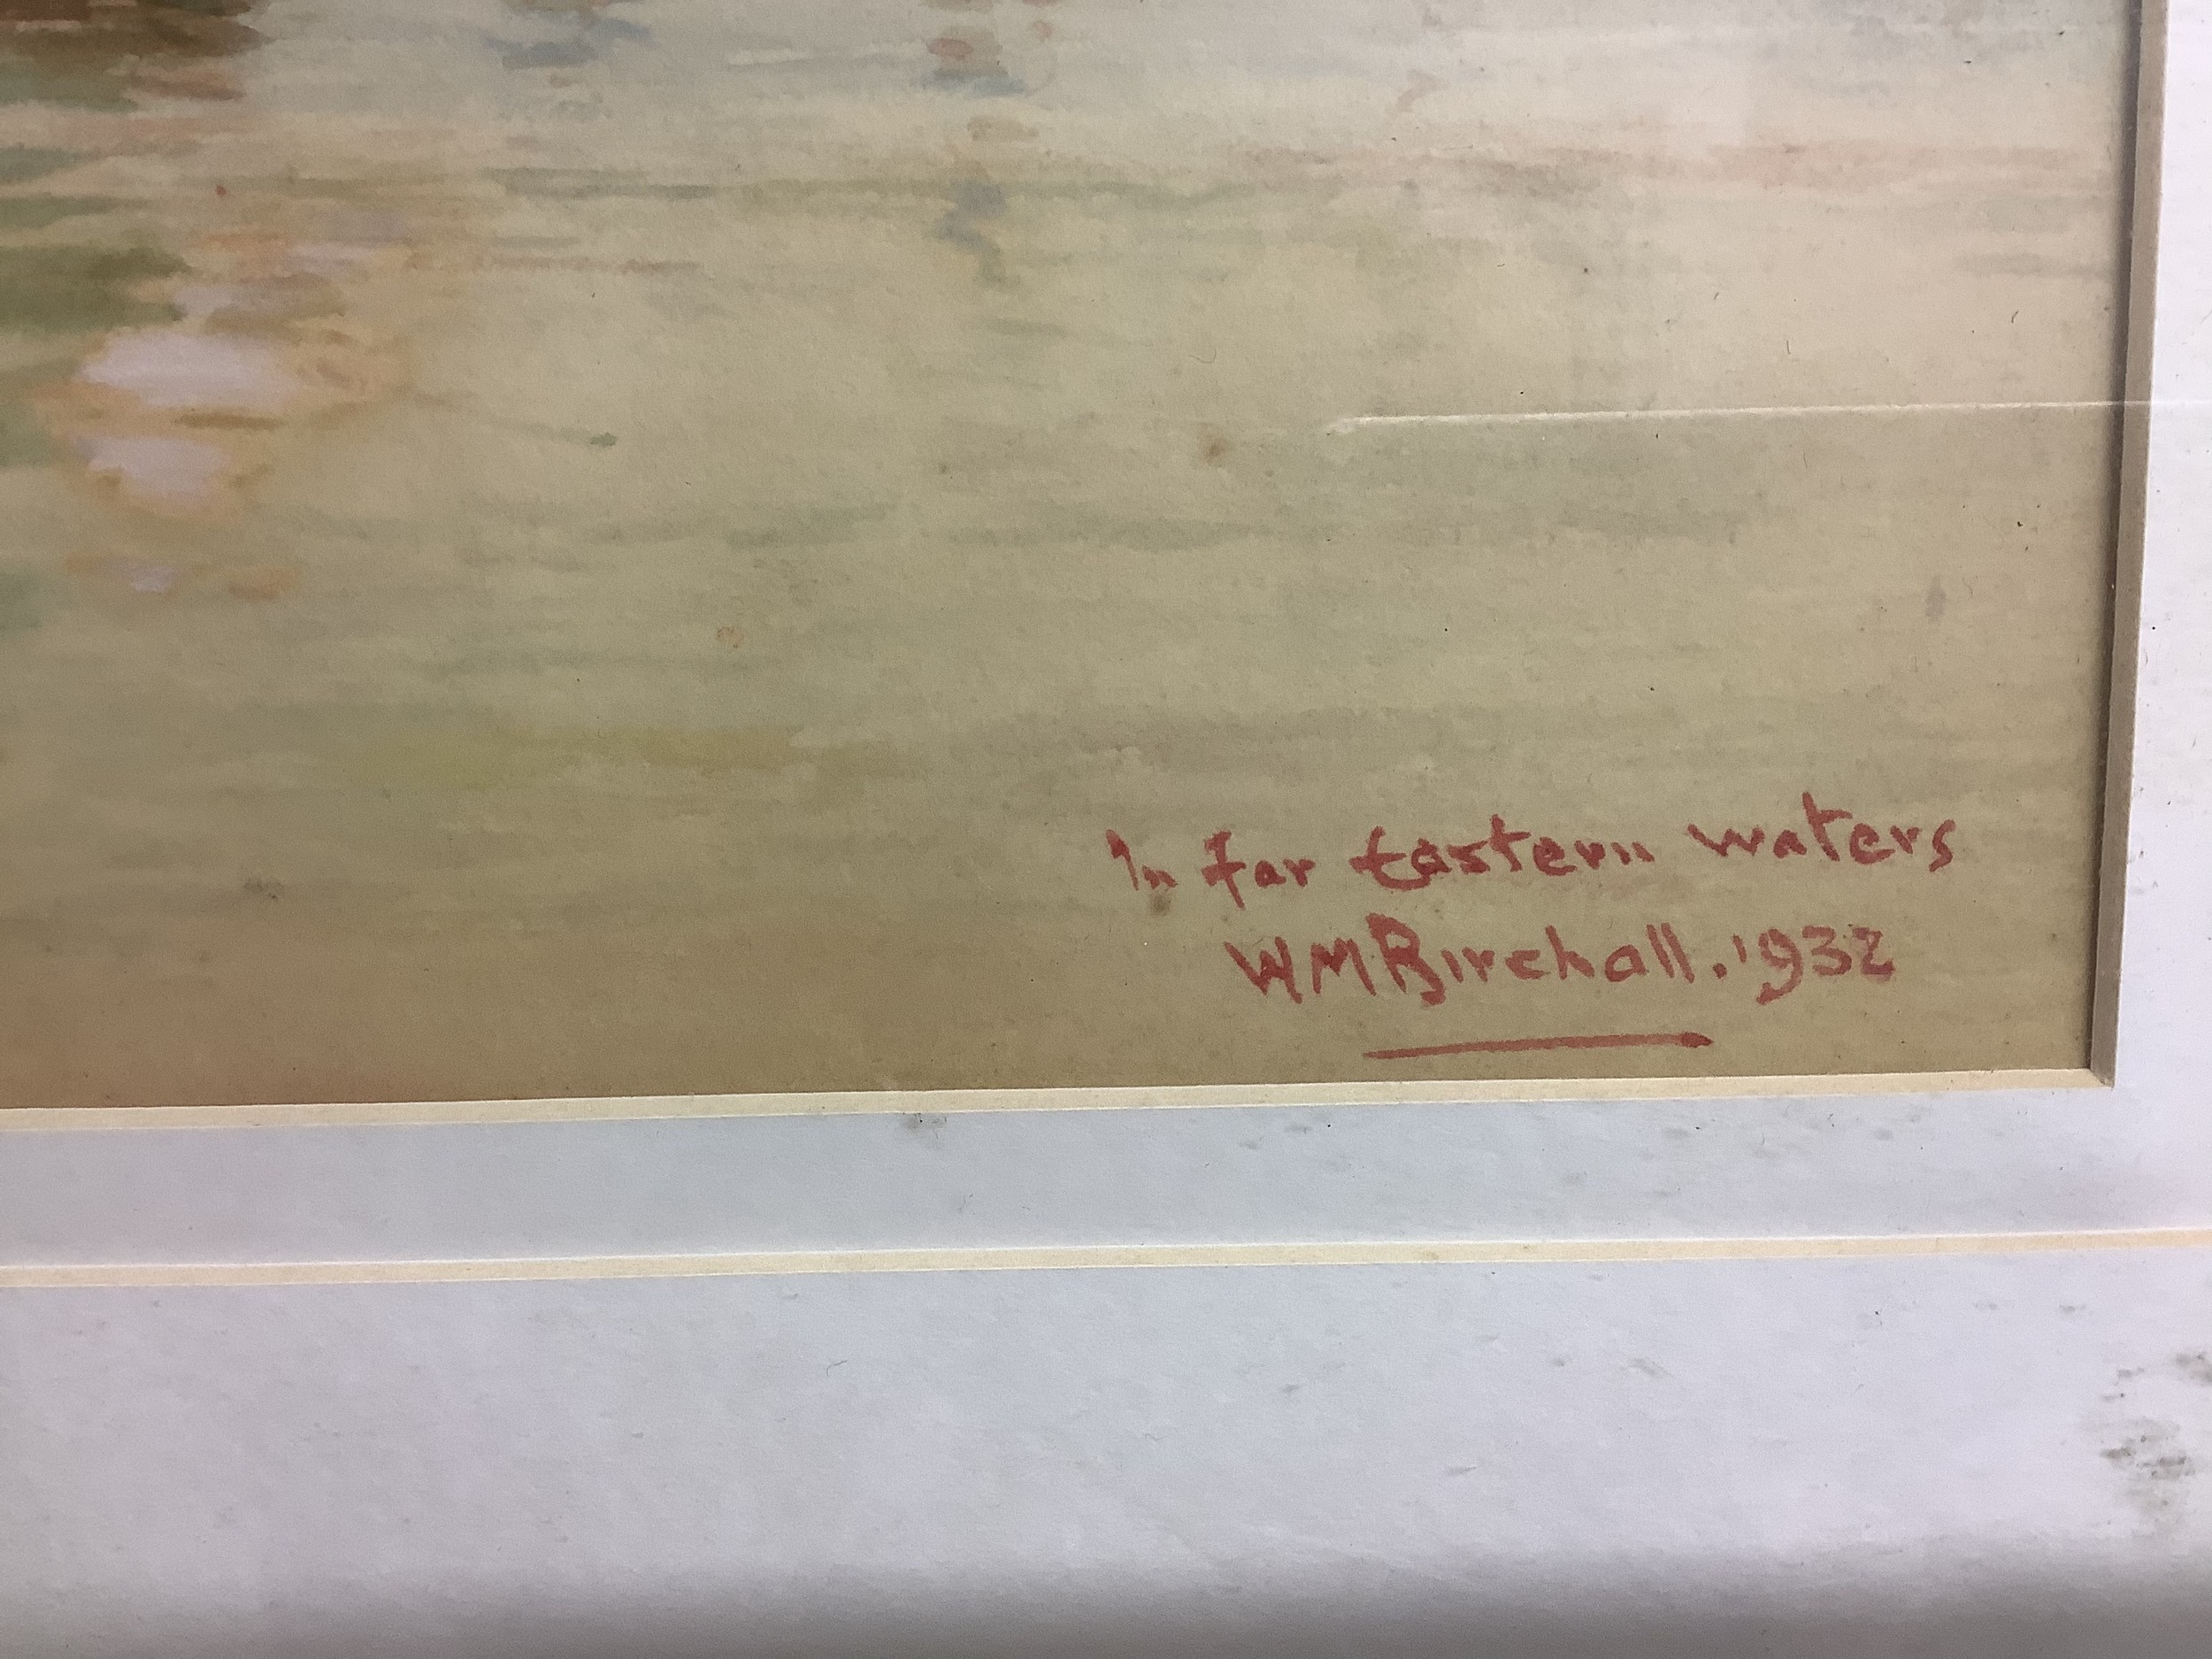 In far Eastern waters
WMBirchall. 1932